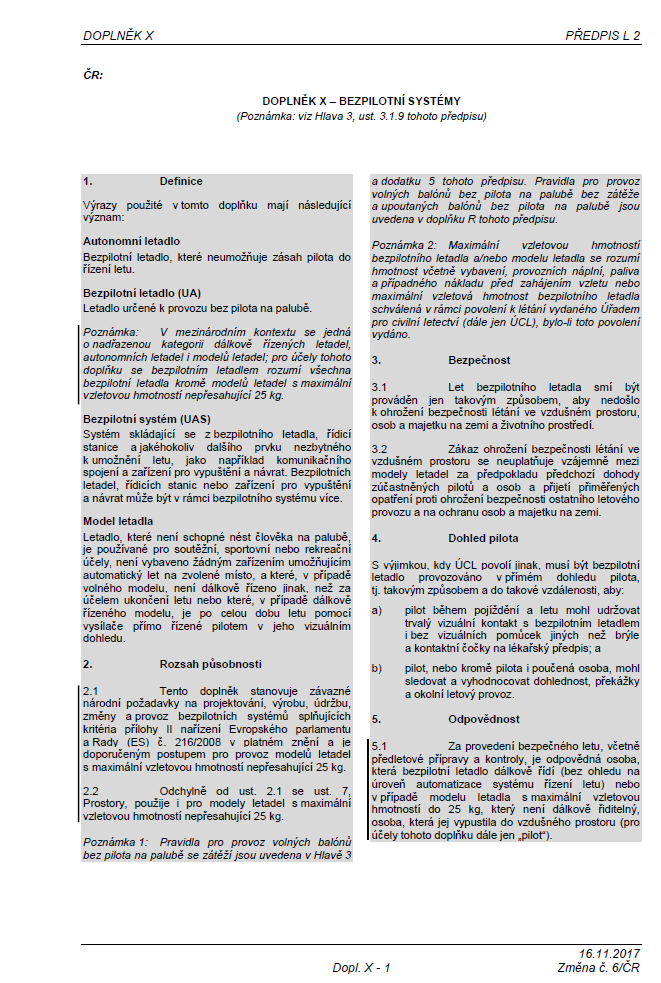 DOPLNĚK X PŘEDPIS L 2
ČR:
DOPLNĚK X – BEZPILOTNÍ SYSTÉMY
(Poznámka: viz Hlava 3, ust. 3.1.9 tohoto předpisu)
1. Definice
Výrazy použité v tomto doplňku mají následující
význam:
Autonomní letadlo
Bezpilotní letadlo, které neumožňuje zásah pilota do
řízení letu.
Bezpilotní letadlo (UA)
Letadlo určené k provozu bez pilota na palubě.
Poznámka: V mezinárodním kontextu se jedná
o nadřazenou kategorii dálkově řízených letadel,
autonomních letadel i modelů letadel; pro účely tohoto
doplňku se bezpilotním letadlem rozumí všechna
bezpilotní letadla kromě modelů letadel s maximální
vzletovou hmotností nepřesahující 25 kg.
Bezpilotní systém (UAS)
Systém skládající se z bezpilotního letadla, řídicí
stanice a jakéhokoliv dalšího prvku nezbytného
k umožnění letu, jako například komunikačního
spojení a zařízení pro vypuštění a návrat. Bezpilotních
letadel, řídicích stanic nebo zařízení pro vypuštění
a návrat může být v rámci bezpilotního systému více.
Model letadla
Letadlo, které není schopné nést člověka na palubě,
je používané pro soutěžní, sportovní nebo rekreační
účely, není vybaveno žádným zařízením umožňujícím
automatický let na zvolené místo, a které, v případě
volného modelu, není dálkově řízeno jinak, než za
účelem ukončení letu nebo které, v případě dálkově
řízeného modelu, je po celou dobu letu pomocí
vysílače přímo řízené pilotem v jeho vizuálním
dohledu.
2. Rozsah působnosti
2.1 Tento doplněk stanovuje závazné
národní požadavky na projektování, výrobu, údržbu,
změny a provoz bezpilotních systémů splňujících
kritéria přílohy II nařízení Evropského parlamentu
a Rady (ES) č. 216/2008 v platném znění a je
doporučeným postupem pro provoz modelů letadel
s maximální vzletovou hmotností nepřesahující 25 kg.
2.2 Odchylně od ust. 2.1 se ust. 7,
Prostory, použije i pro modely letadel s maximální
vzletovou hmotností nepřesahující 25 kg.
Poznámka 1: Pravidla pro provoz volných balónů
bez pilota na palubě se zátěží jsou uvedena v Hlavě 3
a dodatku 5 tohoto předpisu. Pravidla pro provoz
volných balónů bez pilota na palubě bez zátěže
a upoutaných balónů bez pilota na palubě jsou
uvedena v doplňku R tohoto předpisu.
Poznámka 2: Maximální vzletovou hmotností
bezpilotního letadla a/nebo modelu letadla se rozumí
hmotnost včetně vybavení, provozních náplní, paliva
a případného nákladu před zahájením vzletu nebo
maximální vzletová hmotnost bezpilotního letadla
schválená v rámci povolení k létání vydaného Úřadem
pro civilní letectví (dále jen ÚCL), bylo-li toto povolení
vydáno.
3. Bezpečnost
3.1 Let bezpilotního letadla smí být
prováděn jen takovým způsobem, aby nedošlo
k ohrožení bezpečnosti létání ve vzdušném prostoru,
osob a majetku na zemi a životního prostředí.
3.2 Zákaz ohrožení bezpečnosti létání ve
vzdušném prostoru se neuplatňuje vzájemně mezi
modely letadel za předpokladu předchozí dohody
zúčastněných pilotů a osob a přijetí přiměřených
opatření proti ohrožení bezpečnosti ostatního letového
provozu a na ochranu osob a majetku na zemi.
4. Dohled pilota
S výjimkou, kdy ÚCL povolí jinak, musí být bezpilotní
letadlo provozováno v přímém dohledu pilota,
tj. takovým způsobem a do takové vzdálenosti, aby:
a) pilot během pojíždění a letu mohl udržovat
trvalý vizuální kontakt s bezpilotním letadlem
i bez vizuálních pomůcek jiných než brýle
a kontaktní čočky na lékařský předpis; a
b) pilot, nebo kromě pilota i poučená osoba, mohl
sledovat a vyhodnocovat dohlednost, překážky
a okolní letový provoz.
5. Odpovědnost
5.1 Za provedení bezpečného letu, včetně
předletové přípravy a kontroly, je odpovědná osoba,
která bezpilotní letadlo dálkově řídí (bez ohledu na
úroveň automatizace systému řízení letu) nebo
v případě modelu letadla s maximální vzletovou
hmotností do 25 kg, který není dálkově řiditelný,
osoba, která jej vypustila do vzdušného prostoru (pro
účely tohoto doplňku dále jen „pilot“).
16.11.2017
Dopl. X - 1 Změna č. 6/ČR